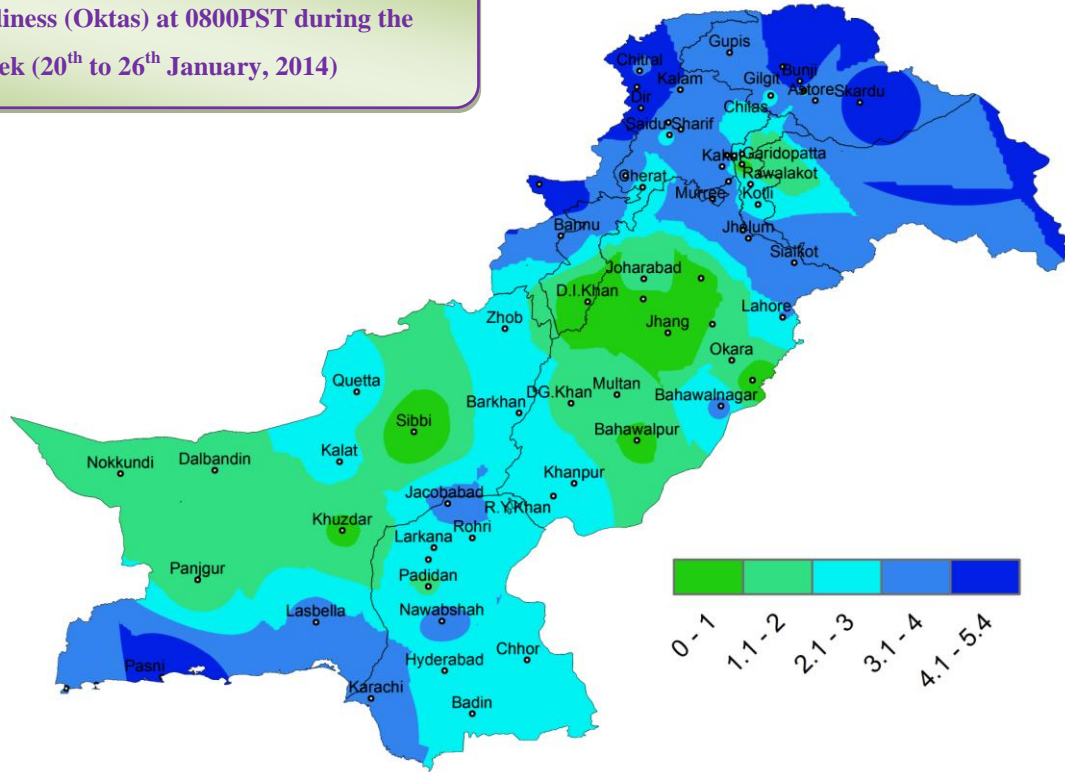 diness (Oktas) at 0800PST during the
ek (20th to 26th January, 2014)
Gupis
Chitral
Bunji
Kalam
Gilgit
Astore
Skardu
Dir
Chilas
Saidu Sharif
Garidopatta
Rawalakot
Cherat
Murree
Kotli
Bannu
Jhelum
Sialkot
Joharabad
D.I.Khan
Lahore
Zhob
Jhang
Okara
Quetta
Multan
D.G.Khan
Bahawalnagar
Barkhan
Sibbi
Bahawalpur
Kalat
Nokkundi
Dalbandin
Khanpur
Jacobabad
R.Y.Khan
Khuzdar
Rohri
Larkana
Panjgur
Padidan
Lasbella
Nawabshah
Chhor
Pasni
Hyderabad
Karachi
Badin
0 - 1
1.1 - 2
2.1 - 3
3.1 - 4
4.1 - 5.4